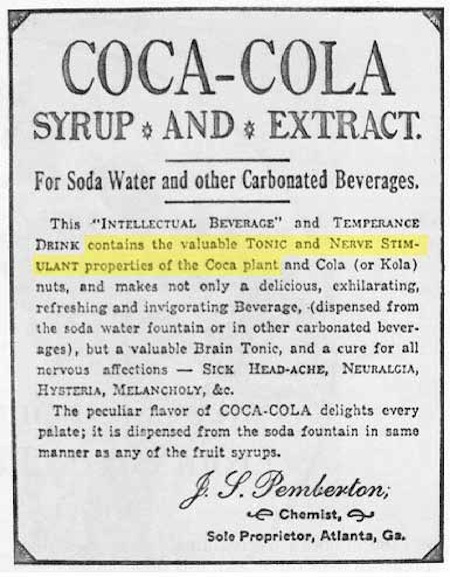 COCA-COLA
SYRUP * AND * EXTRACT.
For Soda Water and other Carbonated Beverages.
This "INTELLECTUAL BEVERAGE" and TEMPERANCE
DRINK contains the valuable TONIC and NERVE STIM-
ULANT properties of the Coca plant and Cola (or Kola)
nuts, and makes not only a delicious, exhilarating,
refreshing and invigorating Beverage, (dispensed from
the soda water fountain or in other carbonated bever-
ages), but a valuable Brain Tonic, and a cure for all
nervous affections — SICK HEAD-ACHE, NEURALGIA,
HYSTERIA, MELANCHOLY, &c.
The peculiar flavor of COCA-COLA delights every
palate; it is dispensed from the soda fountain in same
manner as any of the fruit syrups.
J. S. Pemberton;
Chemist,
Sole Proprietor, Atlanta, Ga.